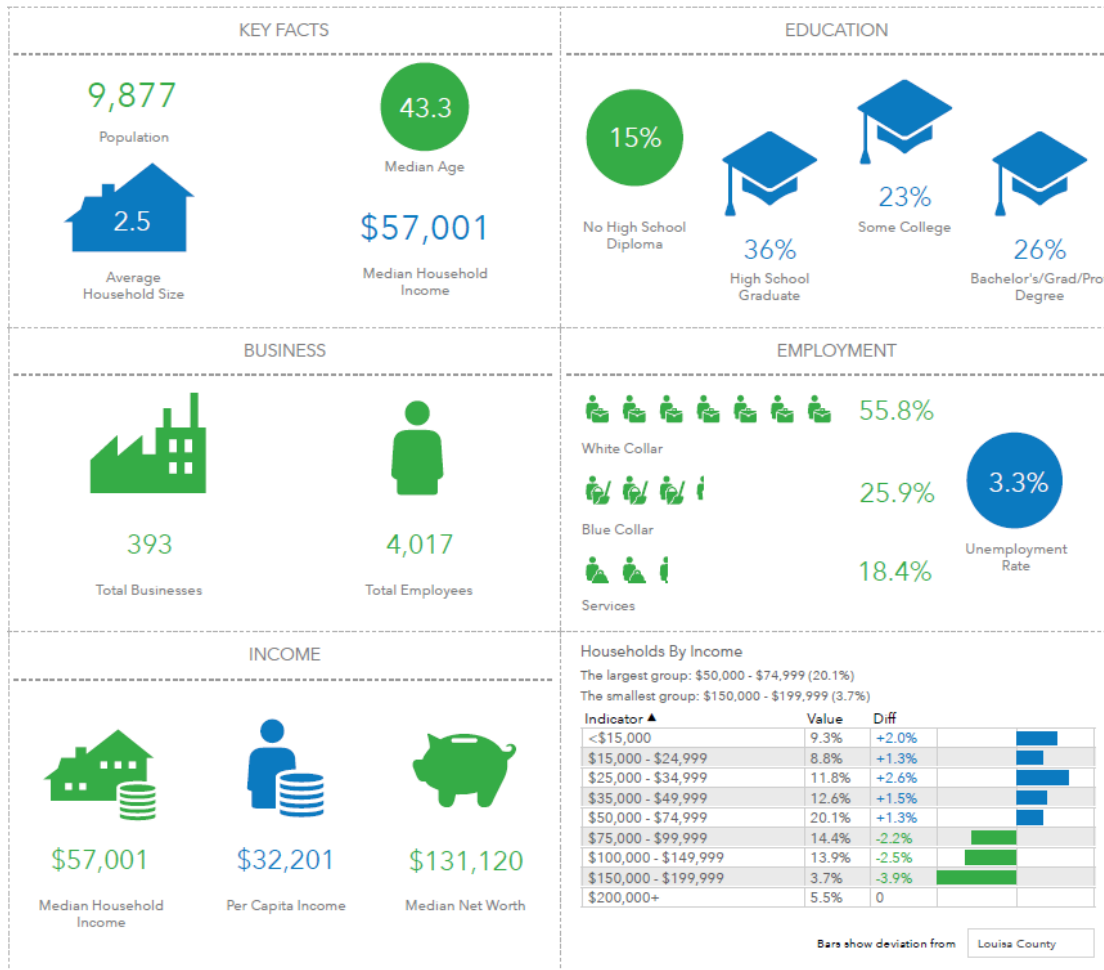 KEY FACTS
9,877
Population
43.3
Median Age
2.5
Average
Household Size
$57,001
Median Household
Income
EDUCATION
15%
No High School
Diploma
36%
High School
Graduate
23%
Some College
26%
Bachelor's/Grad/Pro
Degree
BUSINESS
393
Total Businesses
4,017
Total Employees
EMPLOYMENT
55.8%
White Collar
25.9%
Blue Collar
18.4%
Services
3.3%
Unemployment
Rate
INCOME
$57,001
Median Household
Income
$32,201
Per Capita Income
$131,120
Median Net Worth
Households By Income
The largest group: $50,000 - $74,999 (20.1%)
The smallest group: $150,000 - $199,999 (3.7%)
Indicator ▲ Value Diff
<$15,000 9.3% +2.0%
$15,000 - $24,999 8.8% +1.3%
$25,000 - $34,999 11.8% +2.6%
$35,000 - $49,999 12.6% +1.5%
$50,000 - $74,999 20.1% +1.3%
$75,000 - $99,999 14.4% -2.2%
$100,000 - $149,999 13.9% -2.5%
$150,000 - $199,999 3.7% -3.9%
$200,000+ 5.5% 0
Bars show deviation from Louisa County